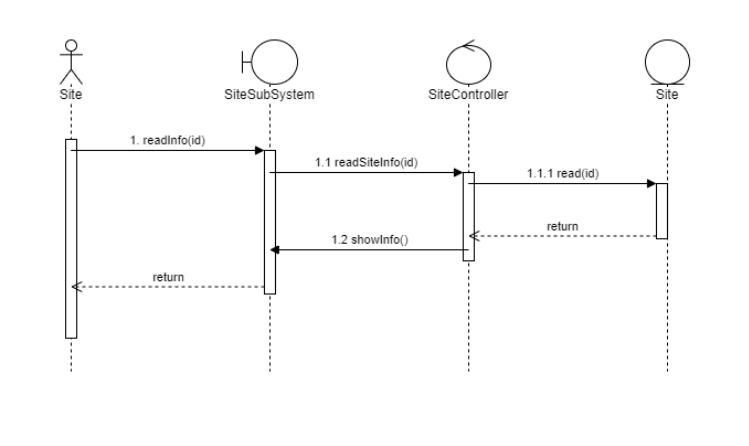 Site
SiteSubSystem
SiteController
Site
1. readInfo(id)
1.1 readSiteInfo(id)
1.1.1 read(id)
return
1.2 showInfo()
return